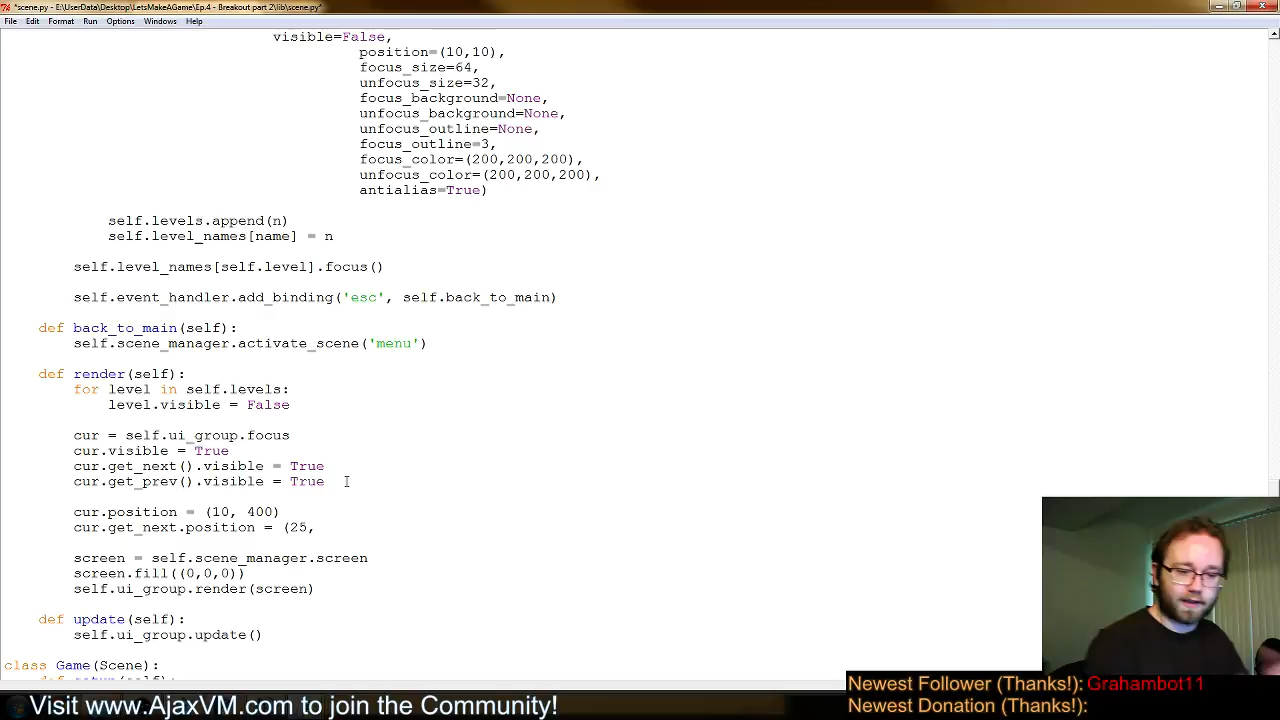 *scene.py - E:\UserData\Desktop\LetsMakeAGame\Ep.4 - Breakout part 2\lib\scene.py*
File Edit Format Run Options Windows Help
visible=False,
position=(10,10),
focus_size=64,
unfocus_size=32,
focus_background=None,
unfocus_background=None,
unfocus_outline=None,
focus_outline=3,
focus_color=(200,200,200),
unfocus_color=(200,200,200),
antialias=True)
self.levels.append(n)
self.level_names[name] = n
self.level_names[self.level].focus()
self.event_handler.add_binding('esc', self.back_to_main)
def back_to_main(self):
self.scene_manager.activate_scene('menu')
def render(self):
for level in self.levels:
level.visible = False
cur = self.ui_group.focus
cur.visible = True
cur.get_next().visible = True
cur.get_prev().visible = True
cur.position = (10, 400)
cur.get_next.position = (25,
screen = self.scene_manager.screen
screen.fill((0,0,0))
self.ui_group.render(screen)
def update(self):
self.ui_group.update()
class Game(Scene):
Newest Follower (Thanks!): Grahambot11
Newest Donation (Thanks!):
Visit www.AjaxVM.com to join the Community!